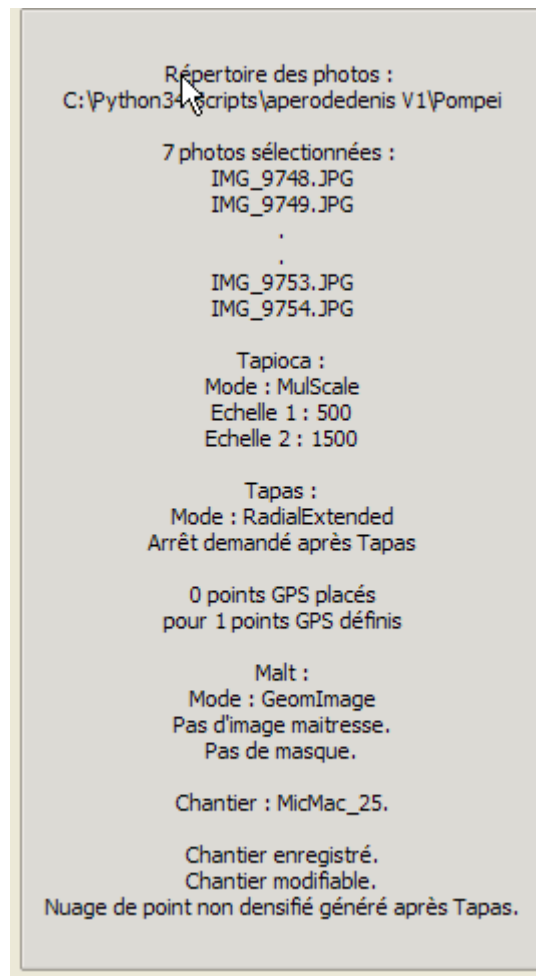 Répertoire des photos :
C:\Python34\scripts\aperodedenis V1\Pompei
7 photos sélectionnées :
IMG_9748.JPG
IMG_9749.JPG
.
.
IMG_9753.JPG
IMG_9754.JPG
Tapioca :
Mode : MulScale
Echelle 1 : 500
Echelle 2 : 1500
Tapas :
Mode : RadialExtended
Arrêt demandé après Tapas
0 points GPS placés
pour 1 points GPS définis
Malt :
Mode : GeomImage
Pas d'image maitresse.
Pas de masque.
Chantier : MicMac_25.
Chantier enregistré.
Chantier modifiable.
Nuage de point non densifié généré après Tapas.